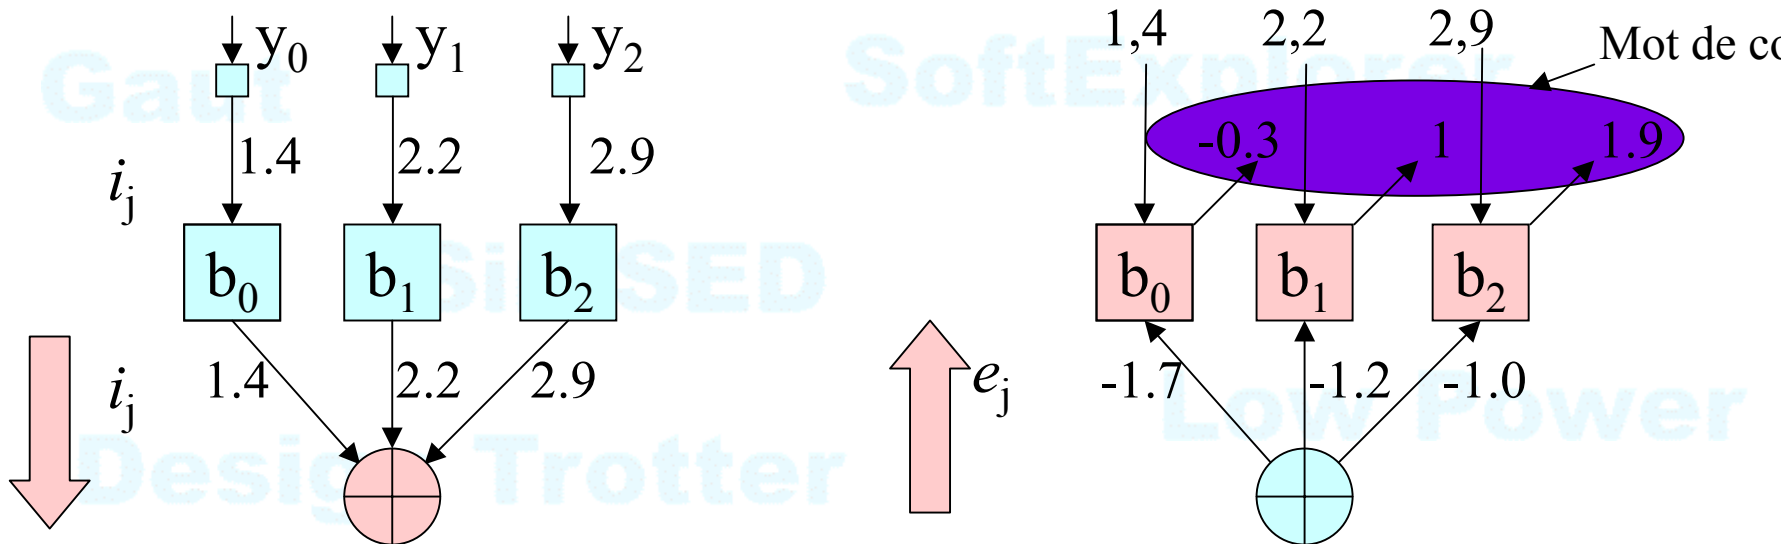 y0 y1 y2
1.4 2.2 2.9
ij
b0 b1 b2
ij 1.4 2.2 2.9
1,4 2,2 2,9
Mot de co
-0.3 1 1.9
b0 b1 b2
ej -1.7 -1.2 -1.0
Gaut SoftExplorer
SED
Low Power
Design Trotter